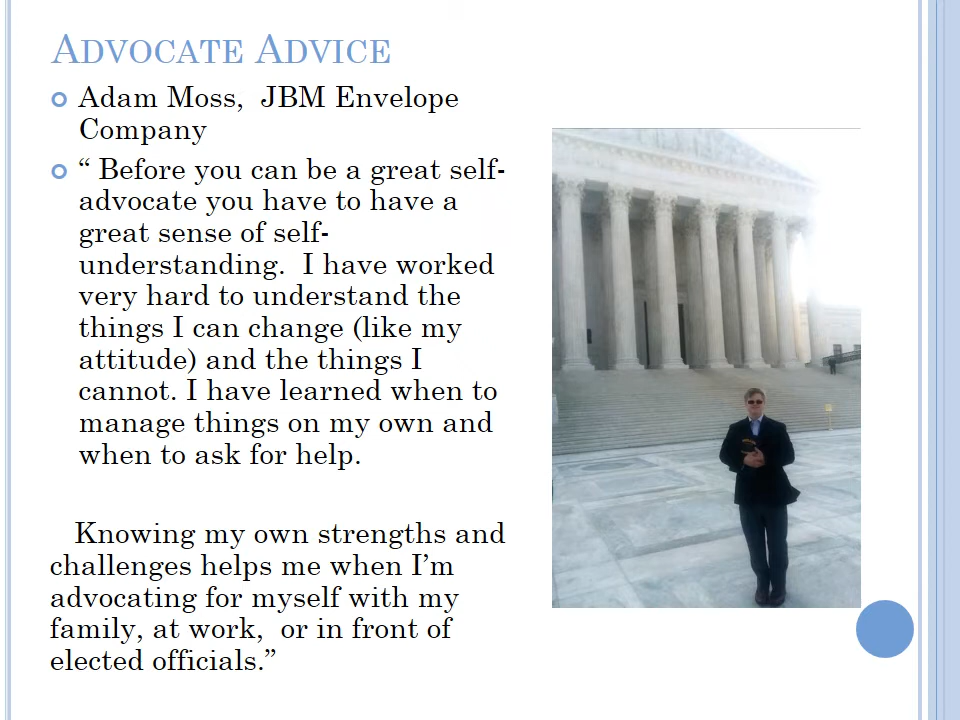 ADVOCATE ADVICE
Adam Moss,  JBM Envelope
Company
“ Before you can be a great self-
advocate you have to have a
great sense of self-
understanding.  I have worked
very hard to understand the
things I can change (like my
attitude) and the things I
cannot. I have learned when to
manage things on my own and
when to ask for help.
Knowing my own strengths and
challenges helps me when I’m
advocating for myself with my
family, at work,  or in front of
elected officials.”